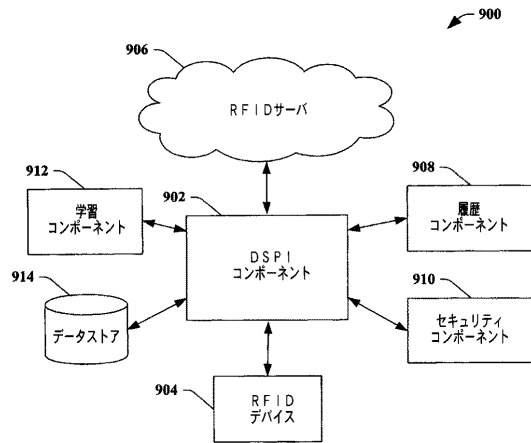 900
906
RFIDサーバ
912
学習
コンポーネント
902
DSPI
コンポーネント
908
履歴
コンポーネント
914
データストア
910
セキュリティ
コンポーネント
904
RFID
デバイス